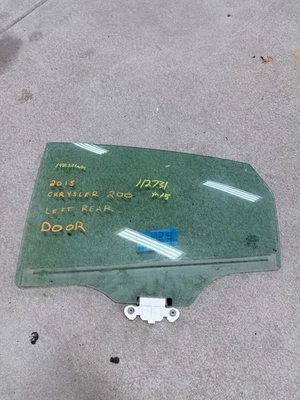 2015
CHRYSLER 200
LEFT REAR
DOOR
112731